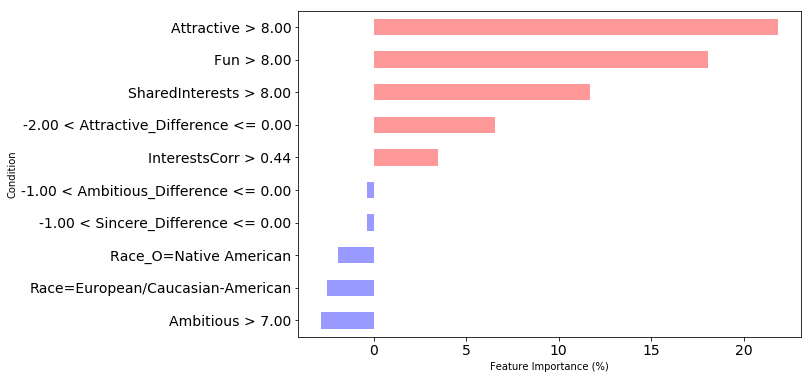 Attractive > 8.00
Fun > 8.00
SharedInterests > 8.00
-2.00 < Attractive_Difference <= 0.00
InterestsCorr > 0.44
-1.00 < Ambitious_Difference <= 0.00
-1.00 < Sincere_Difference <= 0.00
Race_O=Native American
Race=European/Caucasian-American
Ambitious > 7.00
Condition
0 5 10 15 20
Feature Importance (%)